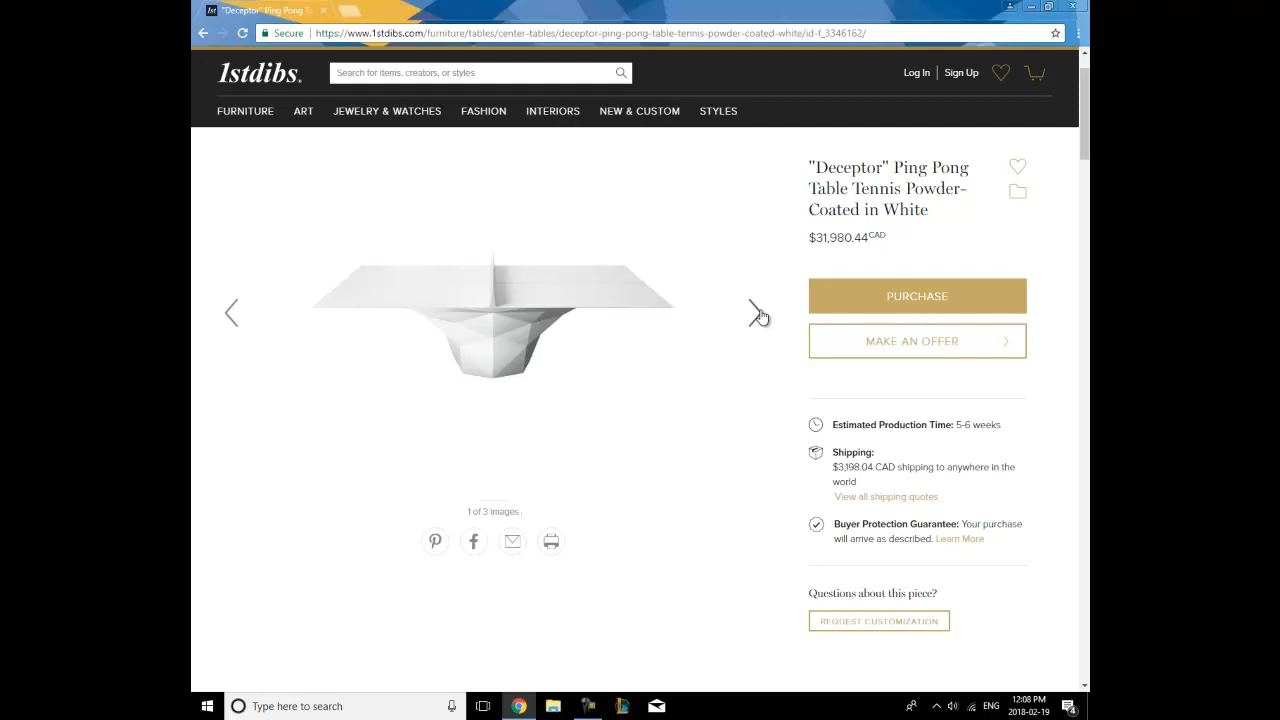 1st "Deceptor" Ping Pong T
Secure https://www.1stdibs.com/furniture/tables/center-tables/deceptor-ping-pong-table-tennis-powder-coated-white/id-f_3346162/
1stdibs.
Search for items, creators, or styles
Log In Sign Up
FURNITURE ART JEWELRY & WATCHES FASHION INTERIORS NEW & CUSTOM STYLES
"Deceptor" Ping Pong
Table Tennis Powder-
Coated in White
$31,980.44 CAD
PURCHASE
MAKE AN OFFER
Estimated Production Time: 5-6 weeks
Shipping:
$3,198.04 CAD shipping to anywhere in the
world
View all shipping quotes
Buyer Protection Guarantee: Your purchase
will arrive as described. Learn More
Questions about this piece?
REQUEST CUSTOMIZATION
1 of 3 images
Type here to search
ENG
12:08 PM
2018-02-19
4